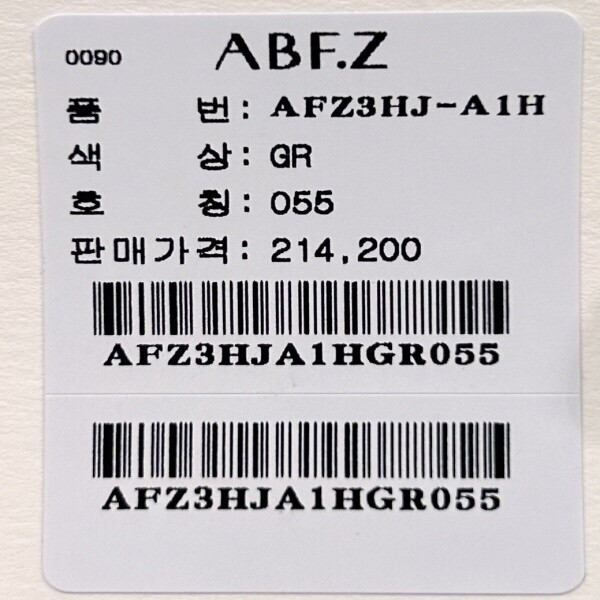 0090 ABF.Z
품 번: AFZ3HJ-A1H
색 상: GR
호 칭: 055
판매가격: 214,200
AFZ3HJA1HGR055
AFZ3HJA1HGR055